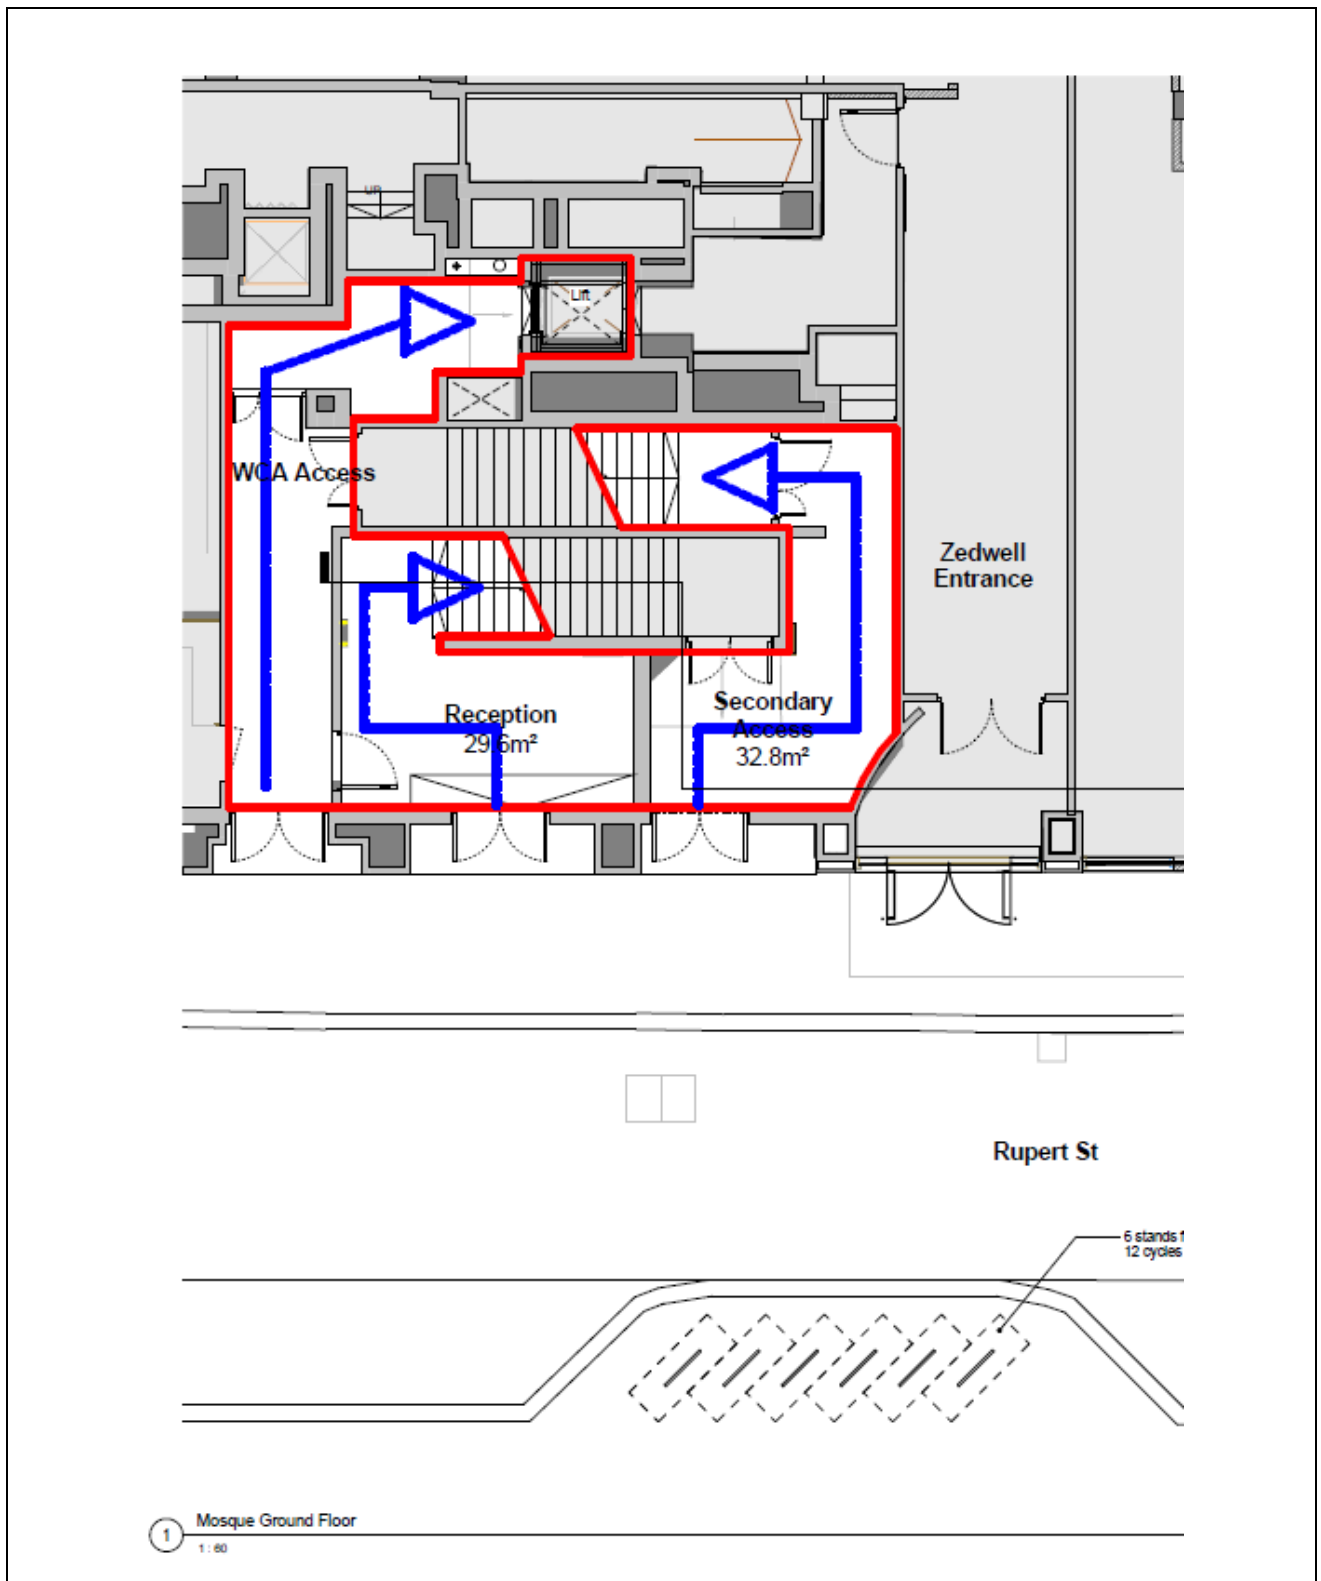 UP
Lift
WCA Access
Zedwell
Entrance
Reception
29.6m²
Secondary
Access
32.8m²
Rupert St
6 stands f
12 cycles
1
Mosque Ground Floor
1 : 60